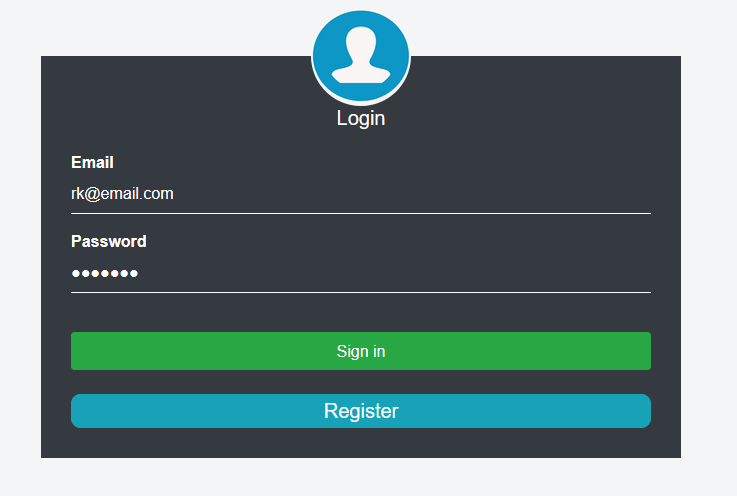 Login
Email
rk@email.com
Password
•••••••
Sign in
Register